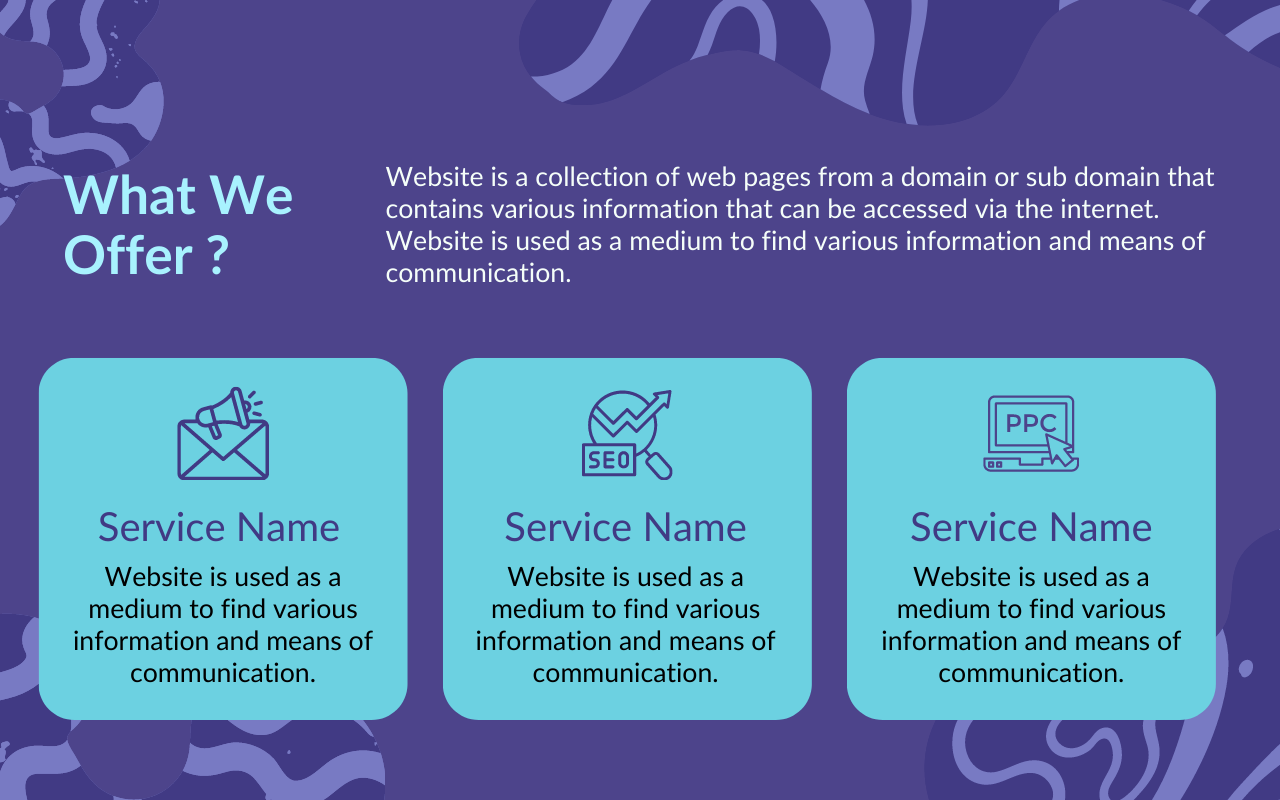 What We
Offer ?
Website is a collection of web pages from a domain or sub domain that
contains various information that can be accessed via the internet.
Website is used as a medium to find various information and means of
communication.
SEO
PPC
Service Name
Website is used as a
medium to find various
information and means of
communication.
Service Name
Website is used as a
medium to find various
information and means of
communication.
Service Name
Website is used as a
medium to find various
information and means of
communication.